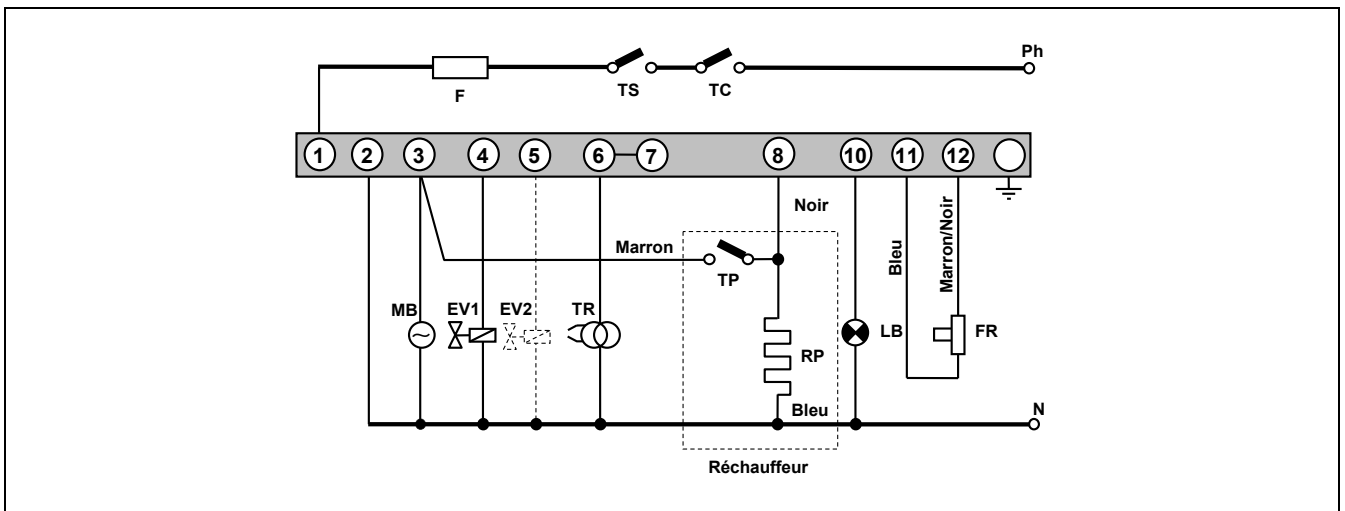 Ph
F
TS
TC
1 2 3 4 5 6 7 8 10 11 12
Noir
Marron
TP
Bleu
Marron/Noir
MB
EV1
EV2
TR
RP
LB
FR
Bleu
N
Réchauffeur